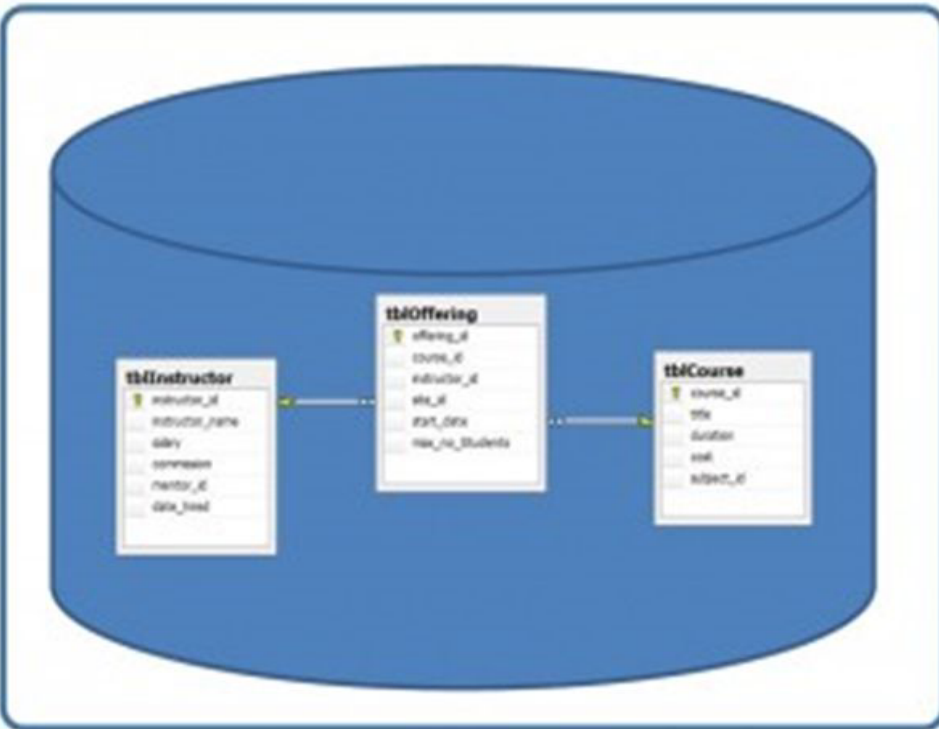 tblInstructor
instructor_id
instructor_name
salary
commission
mentor_id
date_hired
tblOffering
offering_id
course_id
instructor_id
site_id
start_date
max_no_Students
tblCourse
course_id
title
duration
cost
subject_id